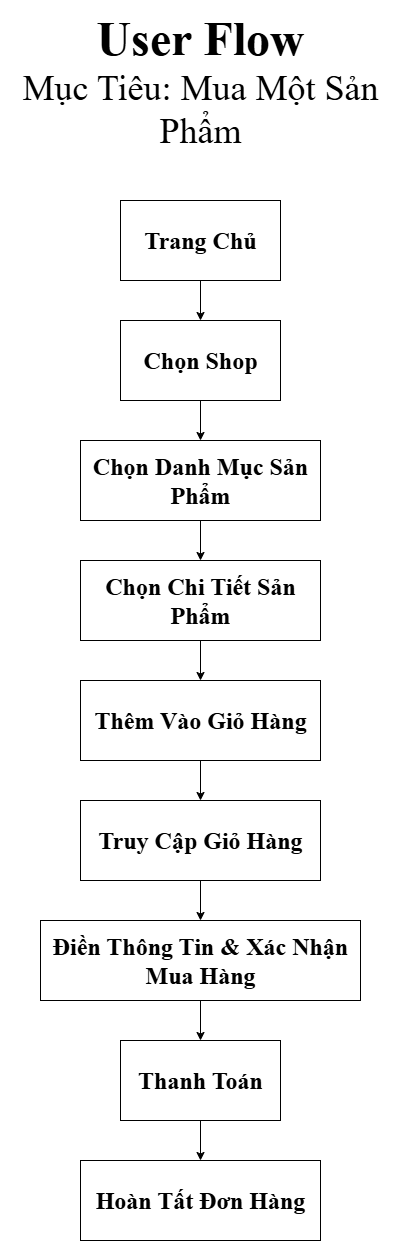 User Flow
Mục Tiêu: Mua Một Sản
Phẩm
Trang Chủ
Chọn Shop
Chọn Danh Mục Sản
Phẩm
Chọn Chi Tiết Sản
Phẩm
Thêm Vào Giỏ Hàng
Truy Cập Giỏ Hàng
Điền Thông Tin & Xác Nhận
Mua Hàng
Thanh Toán
Hoàn Tất Đơn Hàng